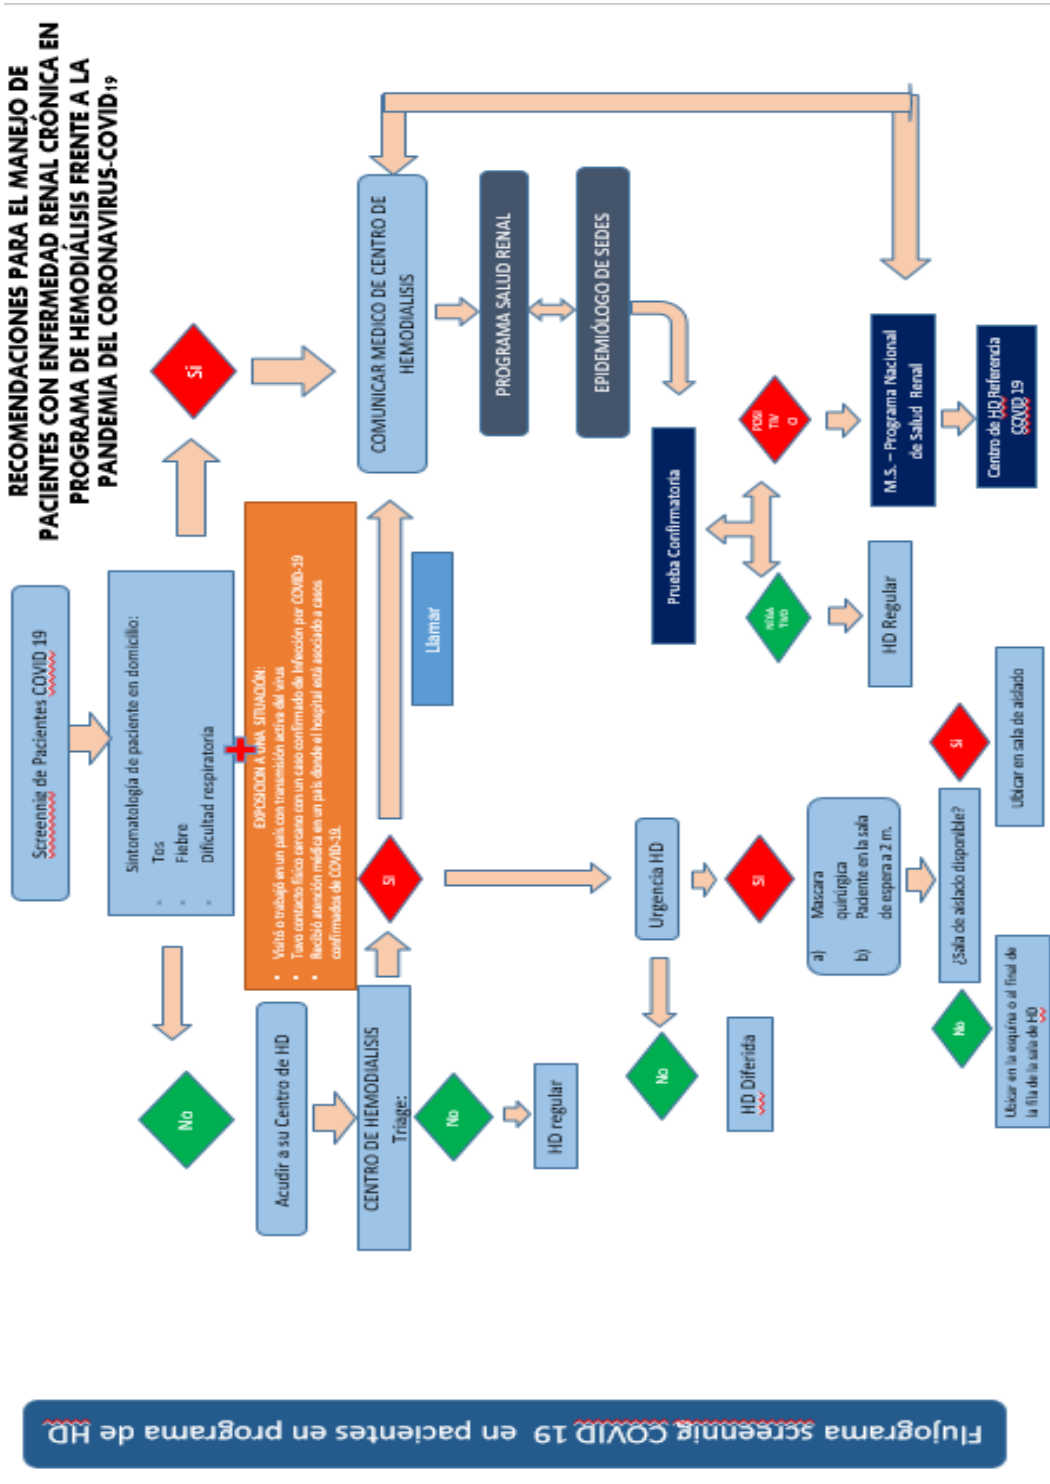 RECOMENDACIONES PARA EL MANEJO DE
PACIENTES CON ENFERMEDAD RENAL CRÓNICA EN
PROGRAMA DE HEMODIÁLISIS FRENTE A LA
PANDEMIA DEL CORONAVIRUS-COVID19
Screennig de Pacientes COVID 19
Sintomatología de paciente en domicilio:
Tos
Fiebre
Dificultad respiratoria
No
Si
EXPOSICION A UNA SITUACIÓN:
Visitó o trabajó en un país con transmisión activa del virus
Tuvo contacto físico cercano con un caso confirmado de Infección por COVID-19
Recibió atención médica en un país donde el hospital está asociado a casos
confirmados de COVID-19.
Acudir a su Centro de HD
CENTRO DE HEMODIALISIS
Triage:
SI
Llamar
COMUNICAR MEDICO DE CENTRO DE
HEMODIALISIS
No
HD regular
PROGRAMA SALUD RENAL
EPIDEMIÓLOGO DE SEDES
Urgencia HD
No
HD Diferida
SI
Prueba Confirmatoria
NEGA
TIVO
POSI
TIV
O
HD Regular
M.S. – Programa Nacional
de Salud Renal
Centro de HD Referencia
COVID 19
a) Mascara
quirúrgica
b) Paciente en la sala
de espera a 2 m.
¿Sala de aislado disponible?
No
Si
Ubicar en la esquina o al final de
la fila de la sala de HD
Ubicar en sala de aislado
Flujograma screennig COVID 19 en pacientes en programa de HD